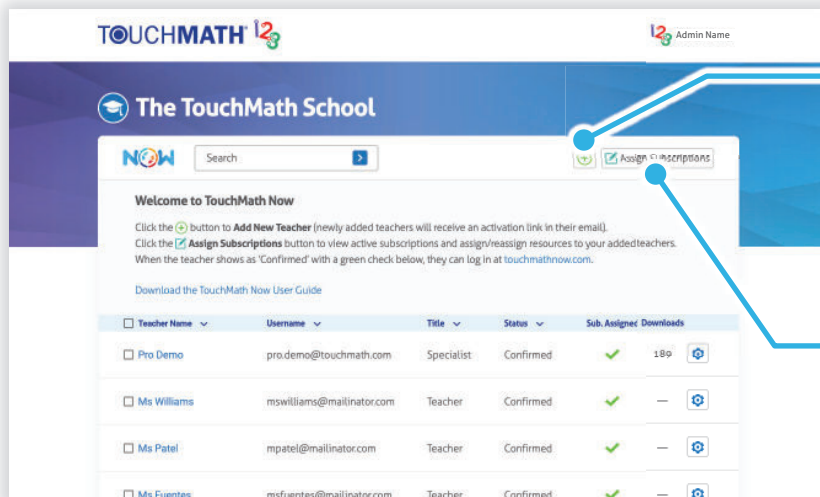 TOUCHMATH 123
123 Admin Name
The TouchMath School
NOW Search Assign Subscriptions
Welcome to TouchMath Now
Click the button to Add New Teacher (newly added teachers will receive an activation link in their email).
Click the Assign Subscriptions button to view active subscriptions and assign/reassign resources to your addedteachers.
When the teacher shows as 'Confirmed' with a green check below, they can log in at touchmathnow.com.
Download the TouchMath Now User Guide
Teacher Name Username Title Status Sub. Assigned Downloads
Pro Demo pro.demo@touchmath.com Specialist Confirmed 189
Ms Williams mswilliams@mailinator.com Teacher Confirmed —
Ms Patel mpatel@mailinator.com Teacher Confirmed —
Ms Fuentes msfuentes@mailinator.com Teacher Confirmed —